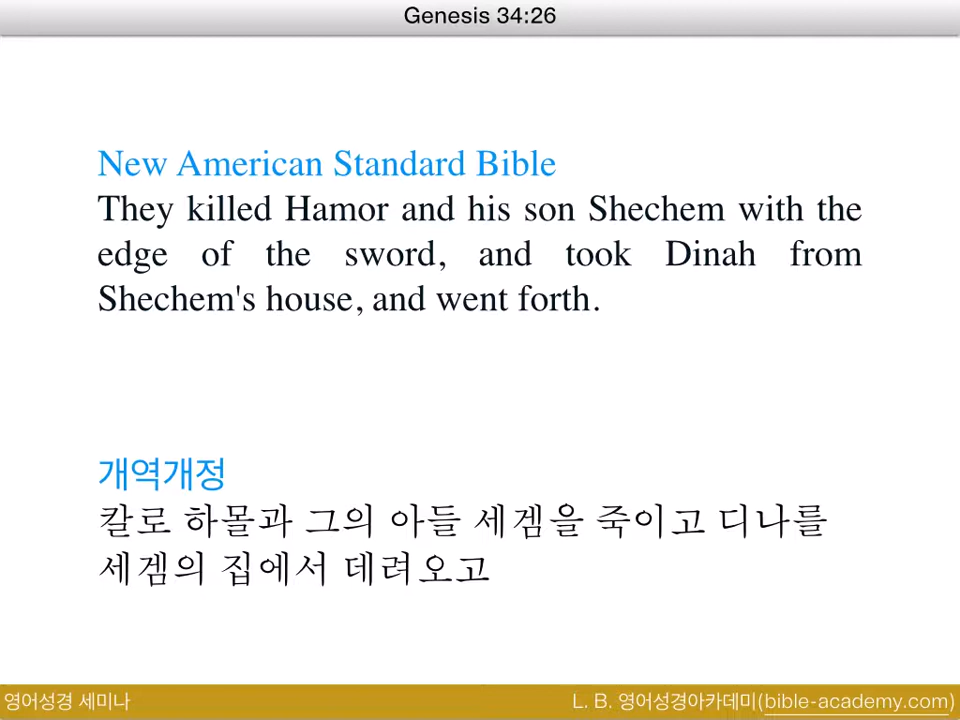 Genesis 34:26
New American Standard Bible
They killed Hamor and his son Shechem with the
edge of the sword, and took Dinah from
Shechem's house, and went forth.
개역개정
칼로 하몰과 그의 아들 세겜을 죽이고 디나를
세겜의 집에서 데려오고
영어성경 세미나
L. B. 영어성경아카데미(bible-academy.com)